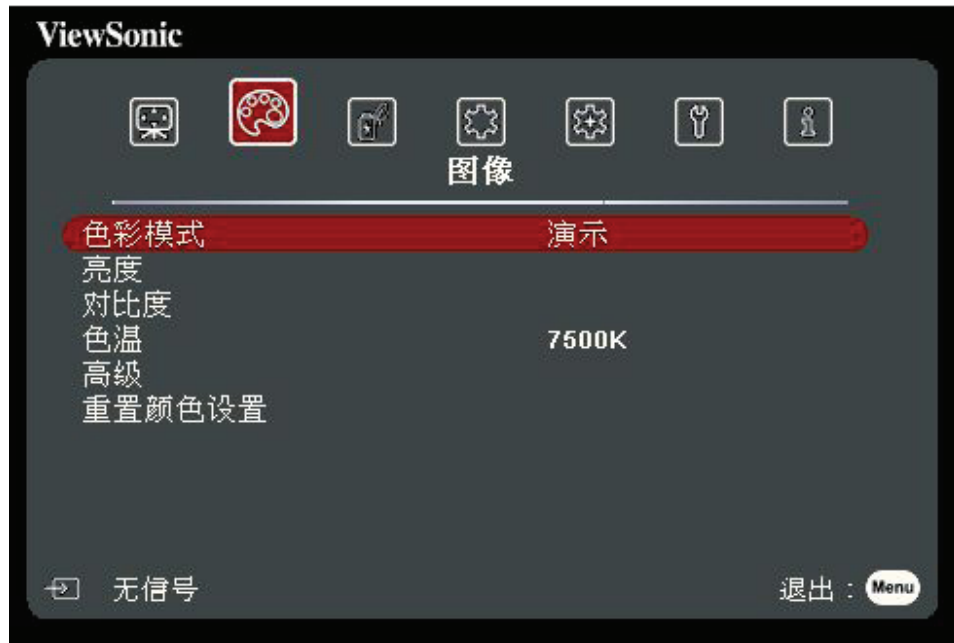 ViewSonic
图像
色彩模式 演示
亮度
对比度
色温 7500K
高级
重置颜色设置
无信号 退出：Menu